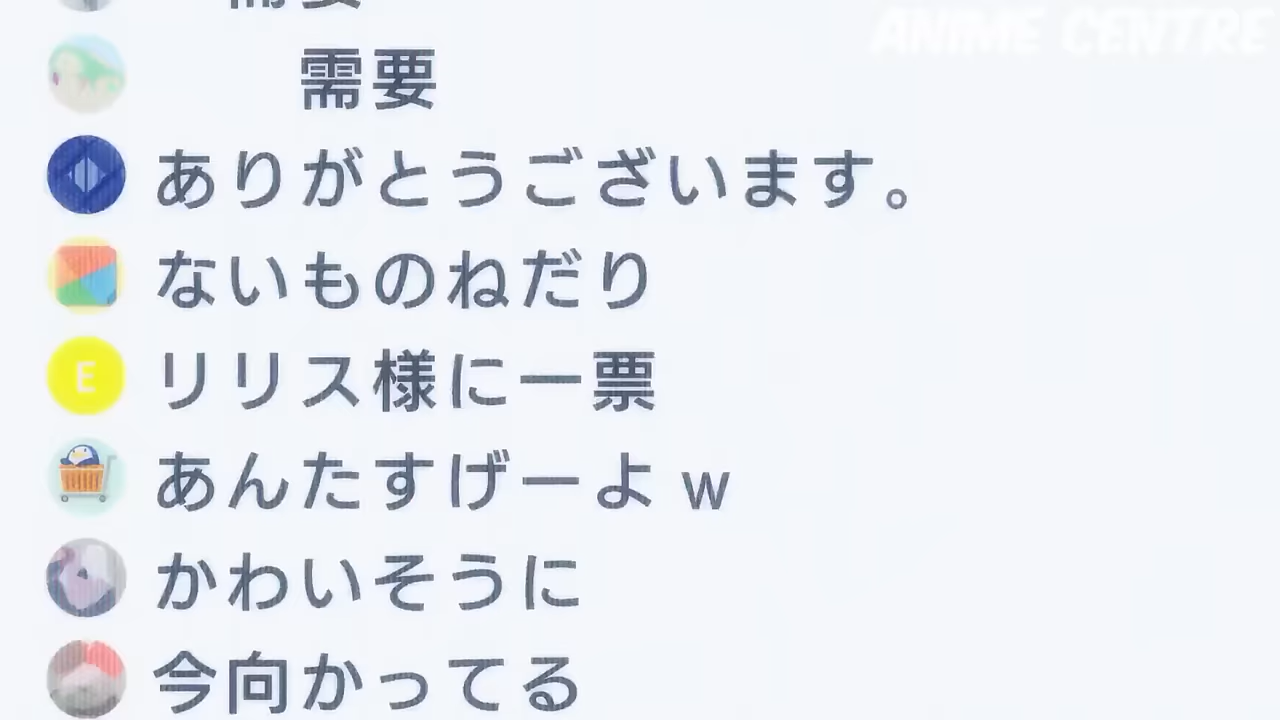 ANIME CENTRE
需要
需要
ありがとうございます。
ないものねだり
E
リリス様に一票
あんたすげーよｗ
かわいそうに
今向かってる